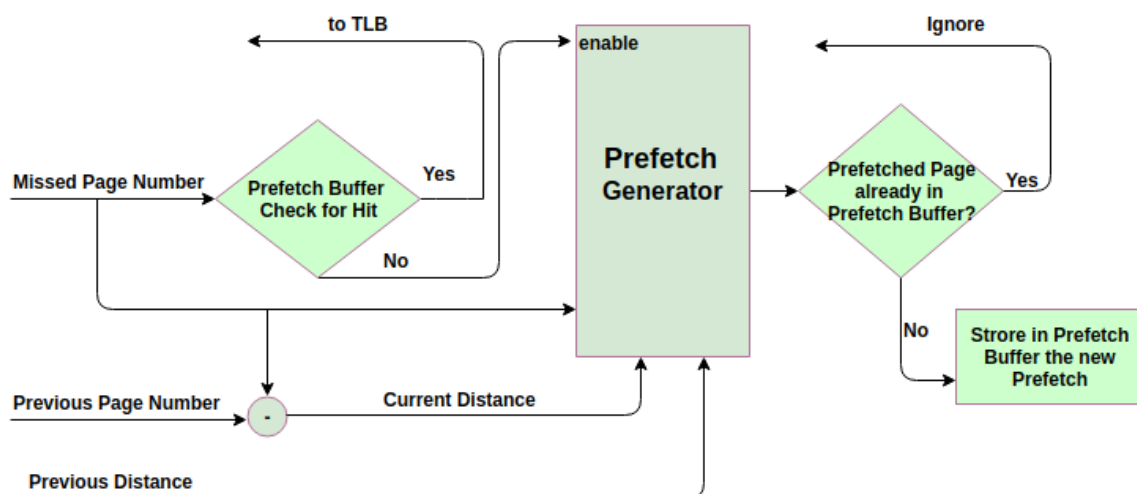 to TLB
Ignore
enable
Missed Page Number
Prefetch Buffer
Check for Hit
Yes
No
Prefetch
Generator
Prefetched Page
already in
Prefetch Buffer?
Yes
No
Strore in Prefetch
Buffer the new
Prefetch
Previous Page Number
-
Current Distance
Previous Distance